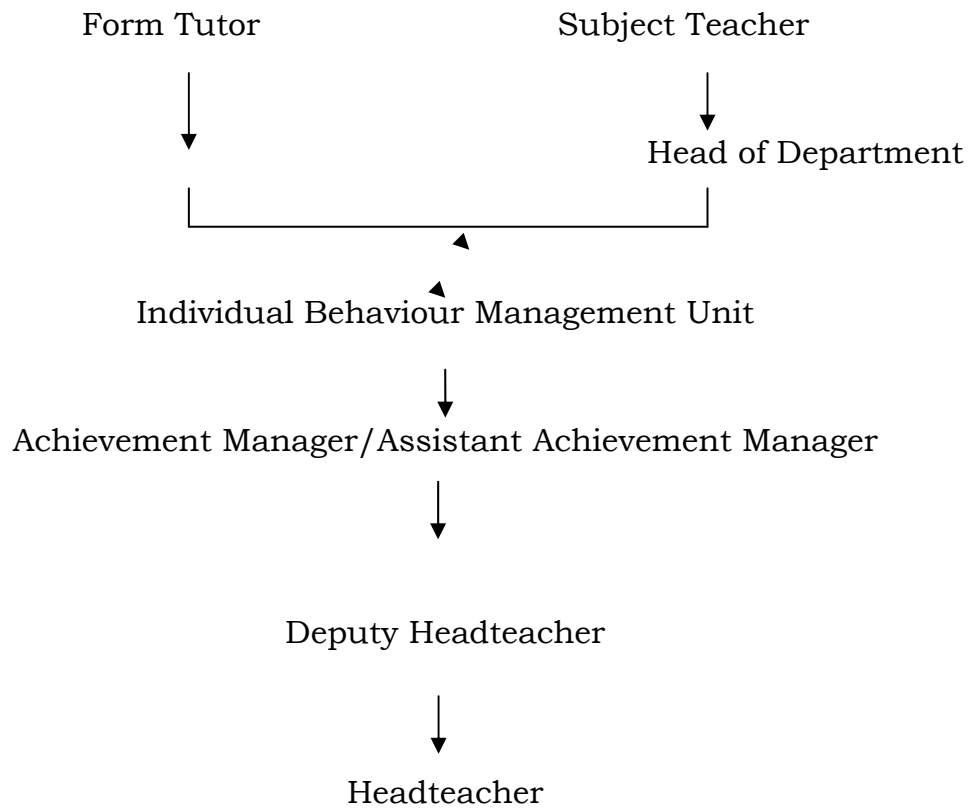 Form Tutor
Subject Teacher
Head of Department
Individual Behaviour Management Unit
Achievement Manager/Assistant Achievement Manager
Deputy Headteacher
Headteacher